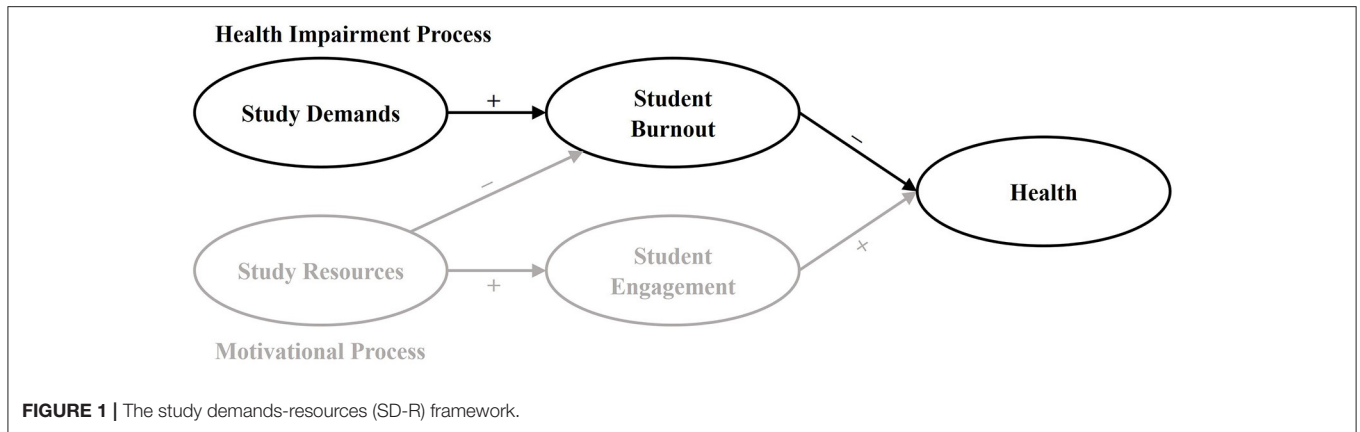 Health Impairment Process
Study Demands
+
Student
Burnout
–
Health
–
Study Resources
+
Student
Engagement
+
Motivational Process
FIGURE 1 | The study demands-resources (SD-R) framework.